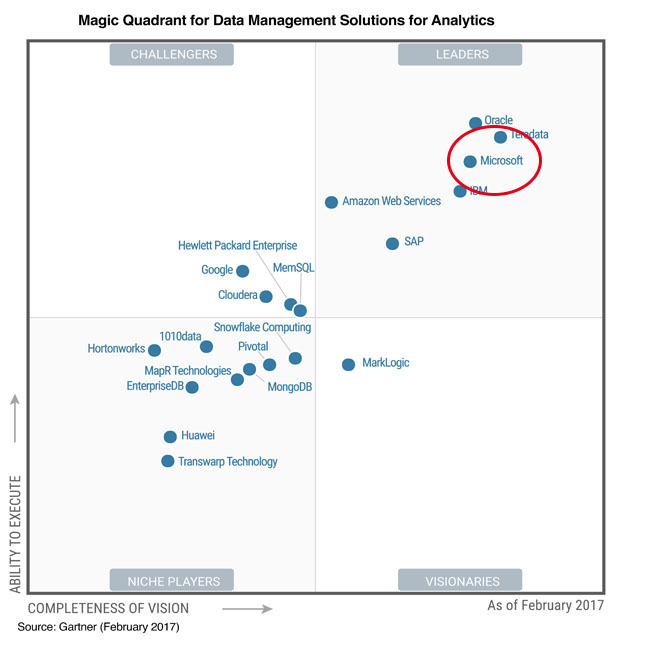 Magic Quadrant for Data Management Solutions for Analytics
CHALLENGERS
LEADERS
Oracle
Teradata
Microsoft
IBM
Amazon Web Services
SAP
Hewlett Packard Enterprise
Google
MemSQL
Cloudera
Snowflake Computing
1010data
Hortonworks
Pivotal
MarkLogic
MapR Technologies
EnterpriseDB
MongoDB
Huawei
Transwarp Technology
ABILITY TO EXECUTE
NICHE PLAYERS
VISIONARIES
COMPLETENESS OF VISION
As of February 2017
Source: Gartner (February 2017)